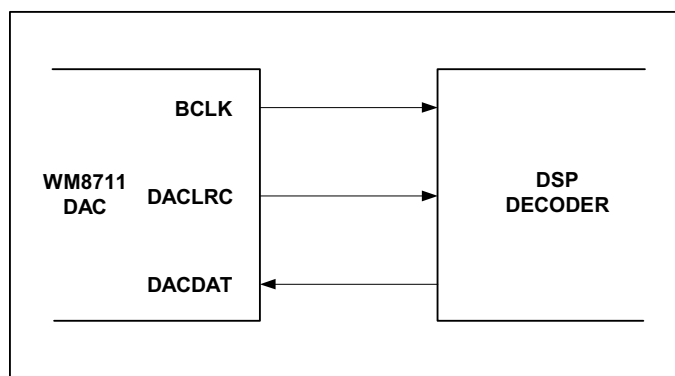 BCLK
WM8711
DAC
DACLRC
DACDAT
DSP
DECODER